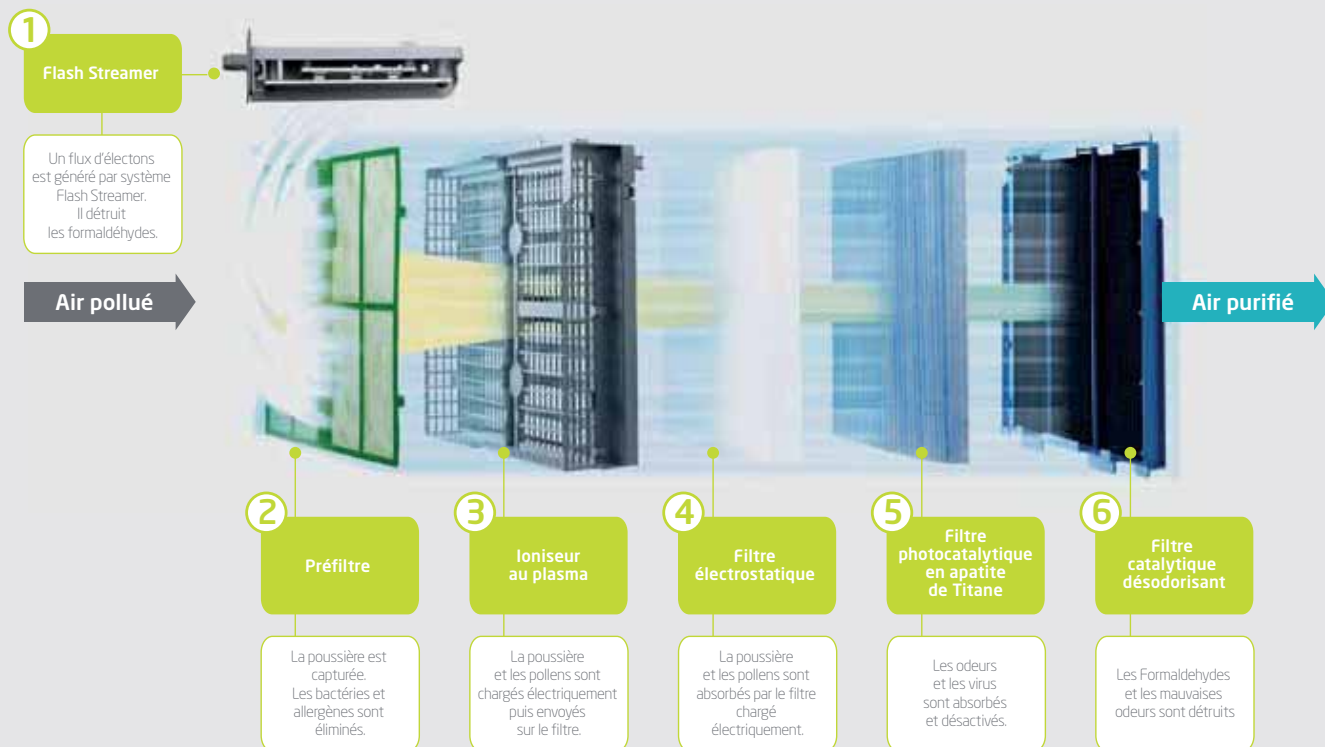 1
Flash Streamer
Un flux d'électons
est généré par système
Flash Streamer.
Il détruit
les formaldéhydes.
Air pollué
Air purifié
2
Préfiltre
La poussière est
capturée.
Les bactéries et
allergènes sont
éliminés.
3
Ioniseur
au plasma
La poussière
et les pollens sont
chargés électriquement
puis envoyés
sur le filtre.
4
Filtre
électrostatique
La poussière
et les pollens sont
absorbés par le filtre
chargé
électriquement.
5
Filtre
photocatalytique
en apatite
de Titane
Les odeurs
et les virus
sont absorbés
et désactivés.
6
Filtre
catalytique
désodorisant
Les Formaldehydes
et les mauvaises
odeurs sont détruits